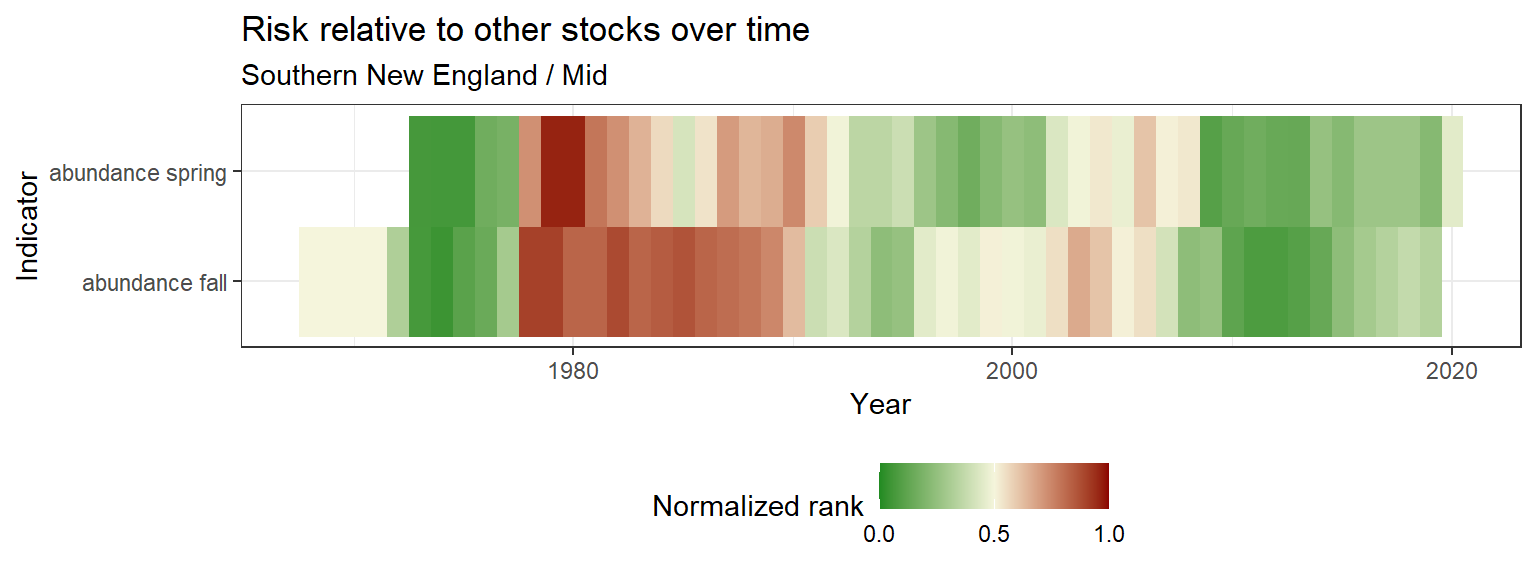 Risk relative to other stocks over time
Southern New England / Mid
Indicator
abundance spring
abundance fall
1980 2000 2020
Year
Normalized rank
0.0 0.5 1.0